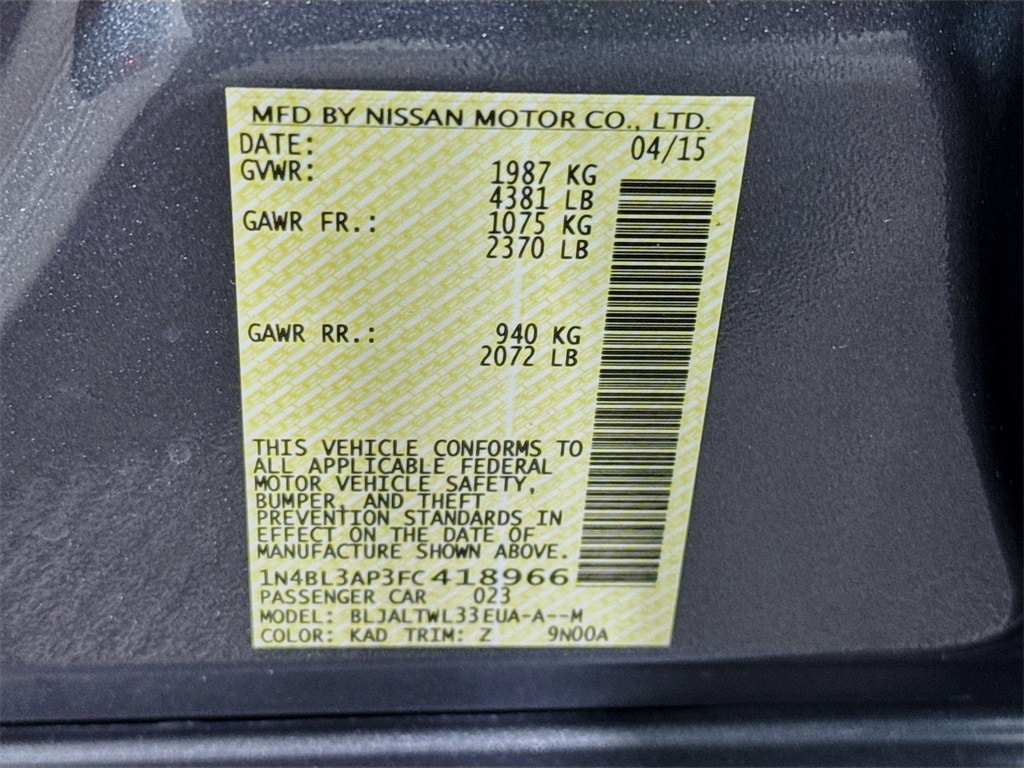 MFD BY NISSAN MOTOR CO., LTD.
DATE: 04/15
GVWR: 1987 KG
4381 LB
GAWR FR.: 1075 KG
2370 LB
GAWR RR.: 940 KG
2072 LB
THIS VEHICLE CONFORMS TO
ALL APPLICABLE FEDERAL
MOTOR VEHICLE SAFETY,
BUMPER, AND THEFT
PREVENTION STANDARDS IN
EFFECT ON THE DATE OF
MANUFACTURE SHOWN ABOVE.
1N4BL3AP3FC418966
PASSENGER CAR 023
MODEL: BLJALTWL33EUA-A--M
COLOR: KAD TRIM: Z 9N00A